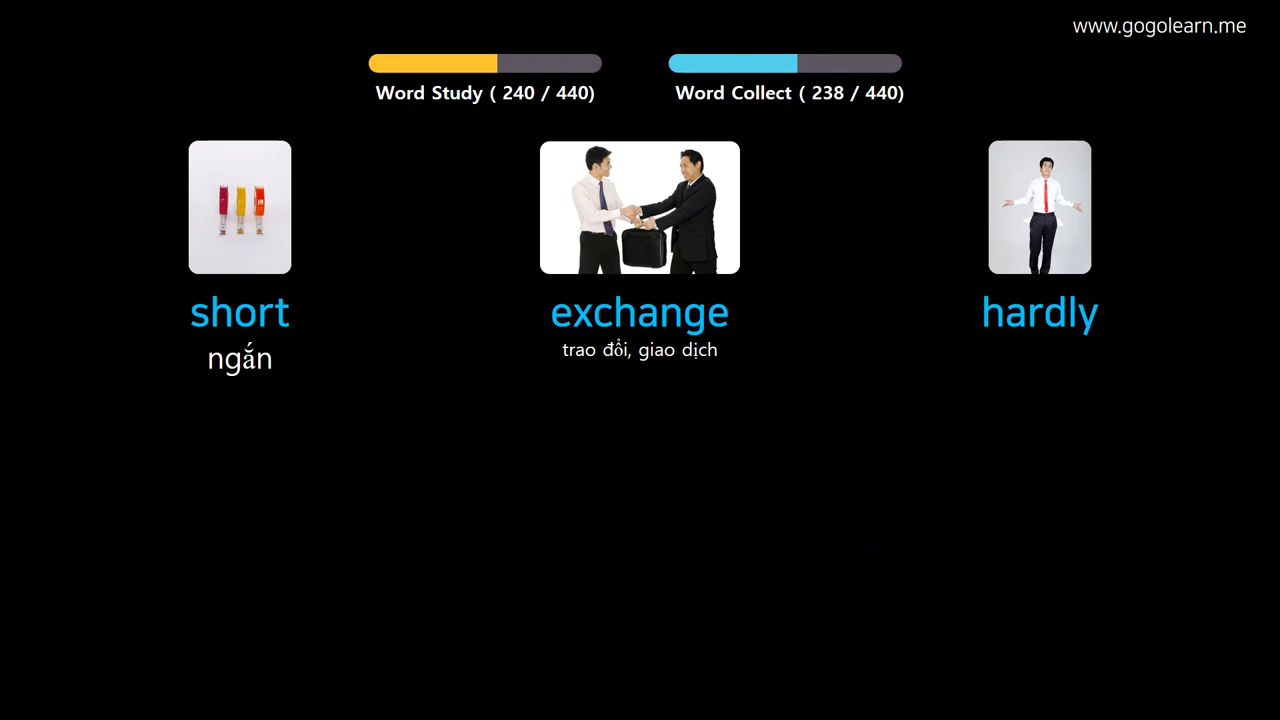 www.gogolearn.me
Word Study ( 240 / 440)
Word Collect ( 238 / 440)
short
exchange
hardly
ngắn
trao đổi, giao dịch